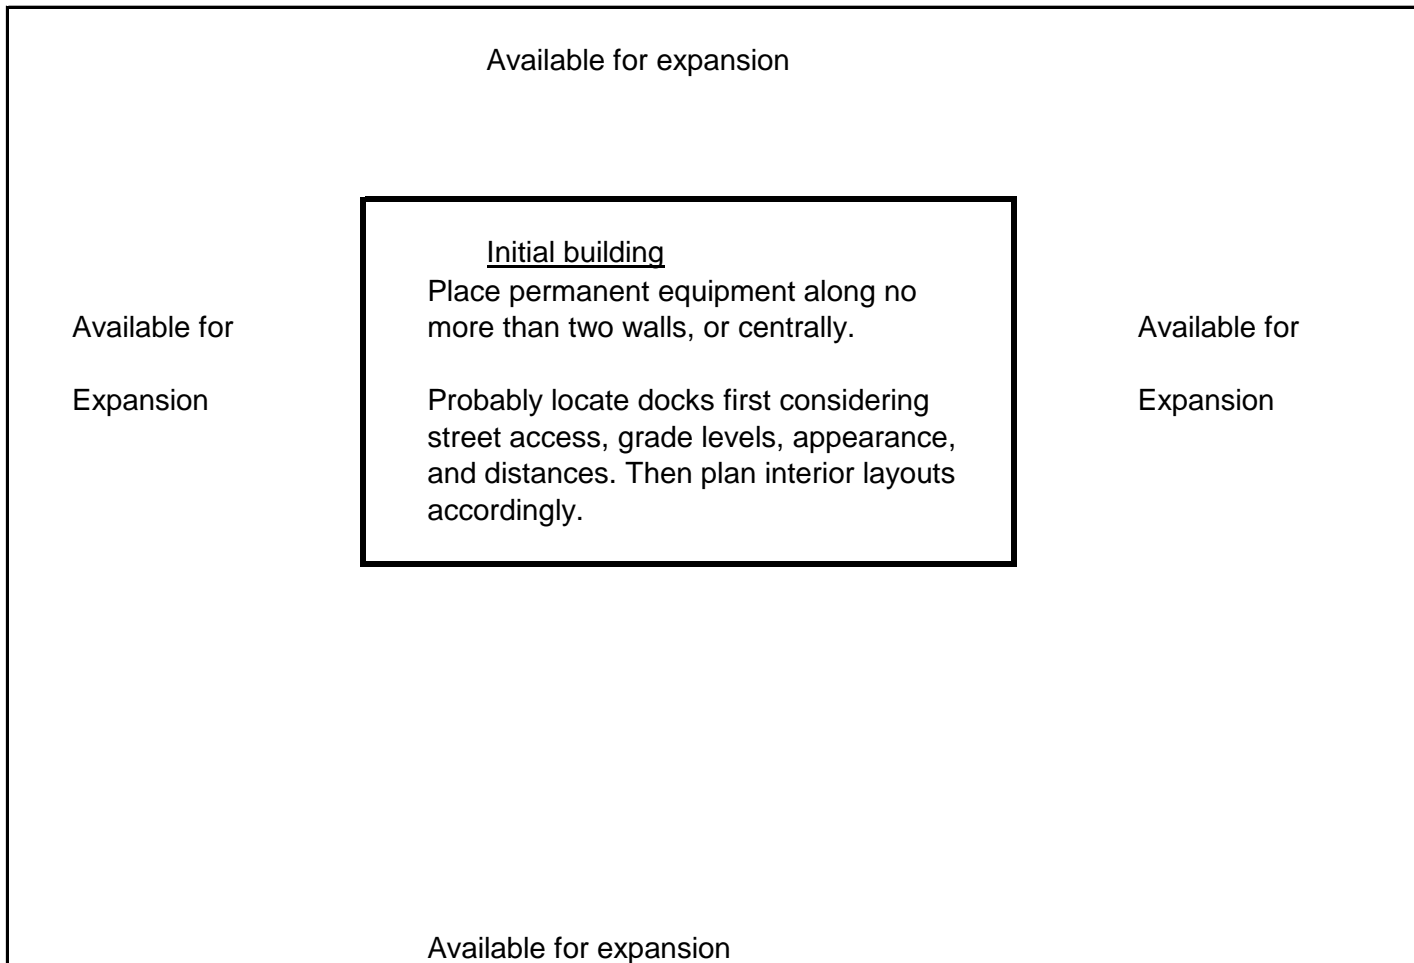 Available for expansion
Initial building
Place permanent equipment along no
more than two walls, or centrally.
Available for
Expansion
Probably locate docks first considering
street access, grade levels, appearance,
and distances. Then plan interior layouts
accordingly.
Available for
Expansion
Available for expansion